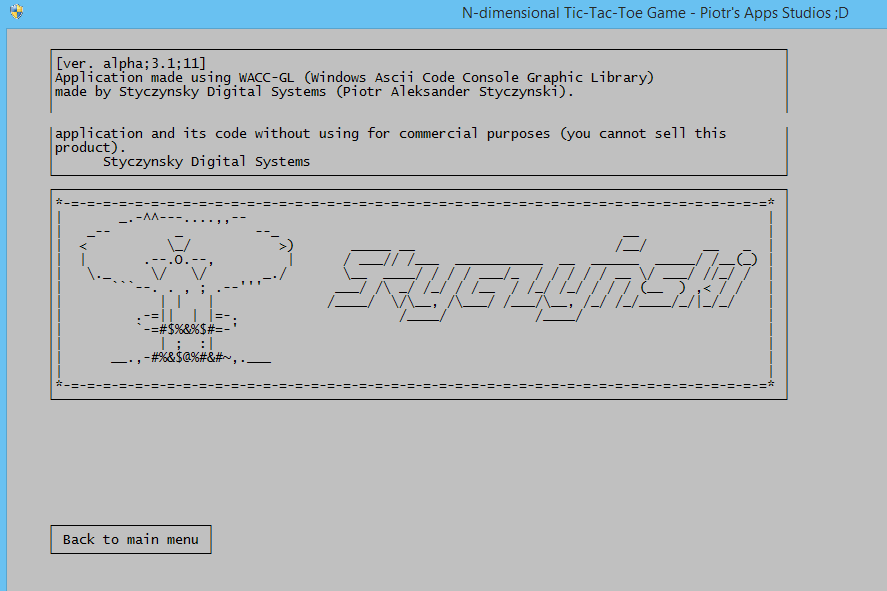 N-dimensional Tic-Tac-Toe Game - Piotr's Apps Studios ;D
[ver. alpha;3.1;11]
Application made using WACC-GL (Windows Ascii Code Console Graphic Library)
made by Styczynsky Digital Systems (Piotr Aleksander Styczynski).
application and its code without using for commercial purposes (you cannot sell this
product).
Styczynsky Digital Systems
Styczynski
Back to main menu